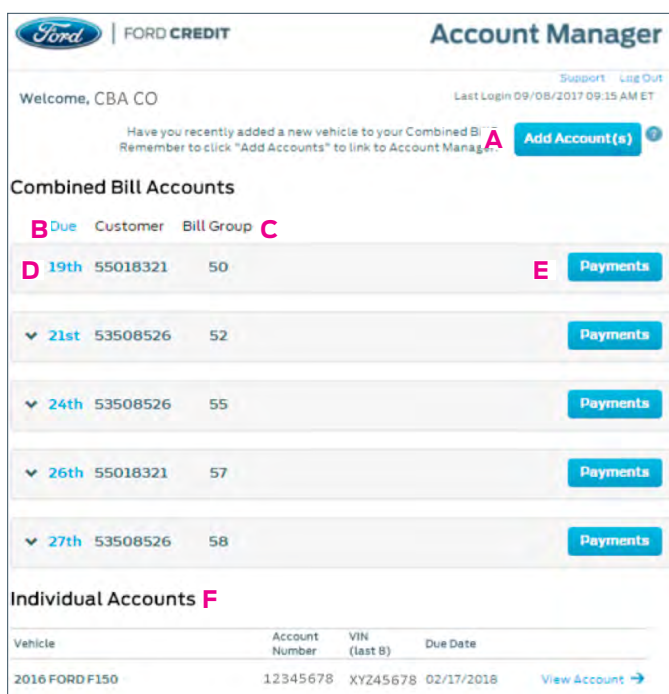 Ford FORD CREDIT Account Manager
Support Log Out
Welcome, CBA CO Last Login 09/08/2017 09:15 AM ET
Have you recently added a new vehicle to your Combined Bill A Add Account(s) ?
Remember to click "Add Accounts" to link to Account Manager
Combined Bill Accounts
B Due Customer Bill Group C
D 19th 55018321 50 E Payments
21st 53508526 52 Payments
24th 53508526 55 Payments
26th 55018321 57 Payments
27th 53508526 58 Payments
Individual Accounts F
Vehicle Account Number VIN (last 8) Due Date
2016 FORD F150 12345678 XYZ45678 02/17/2018 View Account →